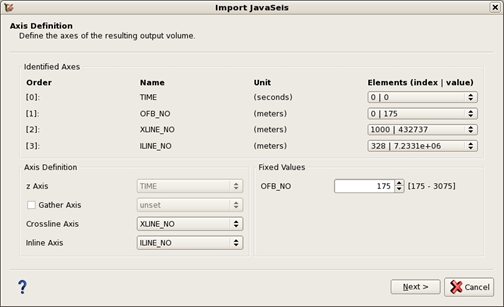 Import JavaSeis
Axis Definition
Define the axes of the resulting output volume.
Identified Axes
Order Name Unit Elements (index | value)
[0]: TIME (seconds) 0 | 0
[1]: OFB_NO (meters) 0 | 175
[2]: XLINE_NO (meters) 1000 | 432737
[3]: ILINE_NO (meters) 328 | 7.2331e+06
Axis Definition Fixed Values
z Axis TIME OFB_NO 175 [175 - 3075]
Gather Axis unset
Crossline Axis XLINE_NO
Inline Axis ILINE_NO
? Next > Cancel